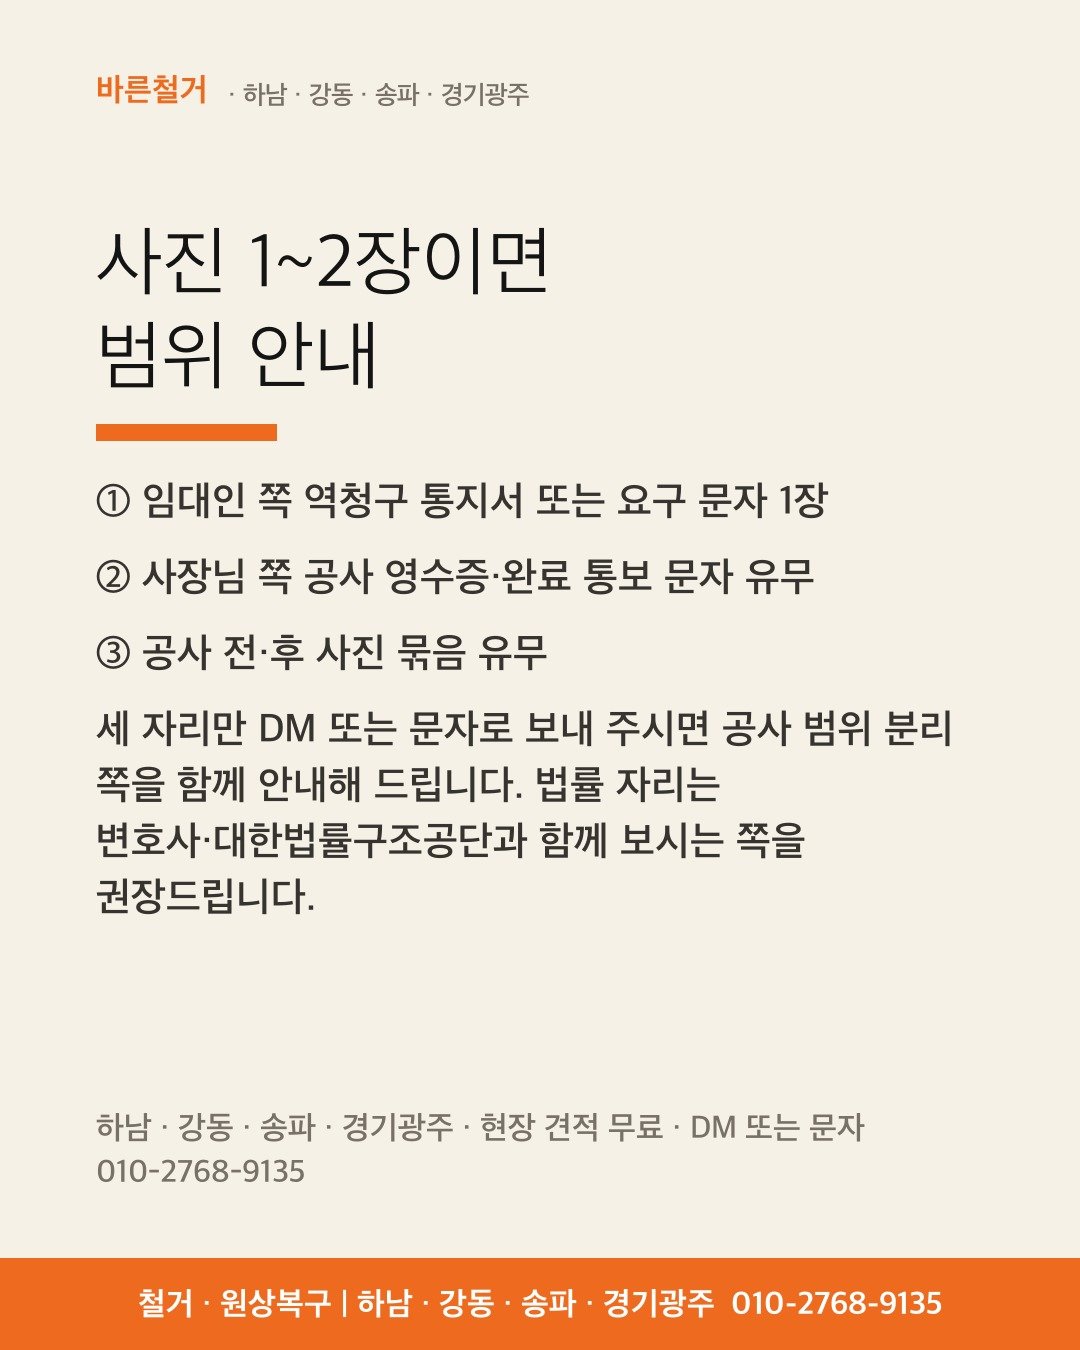 바른철거 · 하남 · 강동 · 송파 · 경기광주
사진 1~2장이면
범위 안내
① 임대인 쪽 역청구 통지서 또는 요구 문자 1장
② 사장님 쪽 공사 영수증·완료 통보 문자 유무
③ 공사 전·후 사진 묶음 유무
세 자리만 DM 또는 문자로 보내 주시면 공사 범위 분리
쪽을 함께 안내해 드립니다. 법률 자리는
변호사·대한법률구조공단과 함께 보시는 쪽을
권장드립니다.
하남 · 강동 · 송파 · 경기광주 · 현장 견적 무료 · DM 또는 문자
010-2768-9135
철거 · 원상복구 | 하남 · 강동 · 송파 · 경기광주 010-2768-9135